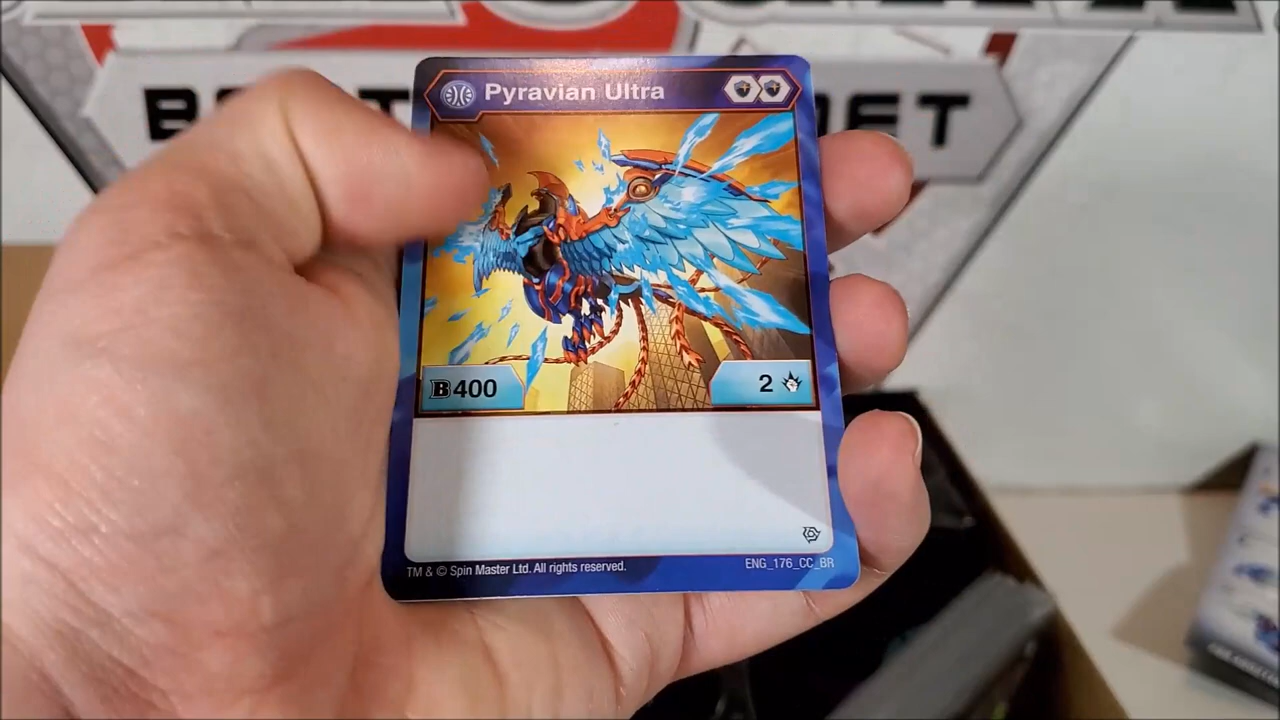 Pyravian Ultra
B400
2
TM & © Spin Master Ltd. All rights reserved.
ENG_176_CC_BR